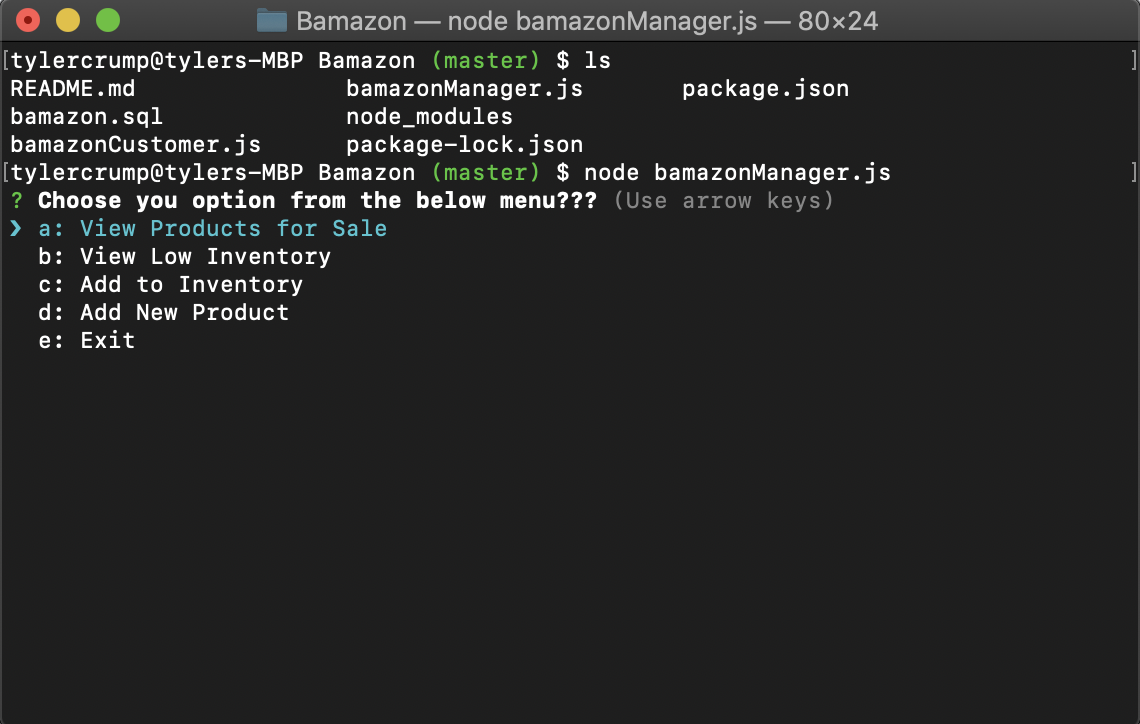 Bamazon — node bamazonManager.js — 80×24
[tylercrump@tylers-MBP Bamazon (master) $ ls ]
README.md bamazonManager.js package.json
bamazon.sql node_modules
bamazonCustomer.js package-lock.json
[tylercrump@tylers-MBP Bamazon (master) $ node bamazonManager.js ]
? Choose you option from the below menu??? (Use arrow keys)
❯ a: View Products for Sale
b: View Low Inventory
c: Add to Inventory
d: Add New Product
e: Exit